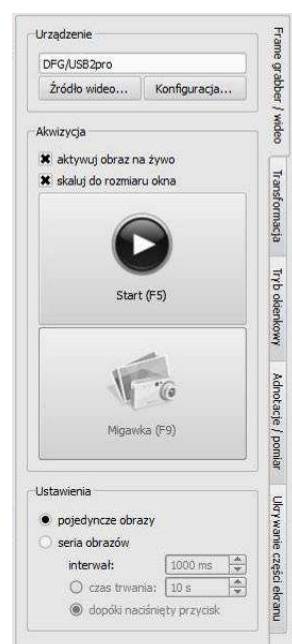 Urządzenie
DFG/USB2pro
Źródło wideo... Konfiguracja...
Akwizycja
aktywuj obraz na żywo
skaluj do rozmiaru okna
Start (F5)
Migawka (F9)
Ustawienia
pojedyncze obrazy
seria obrazów
interwał: 1000 ms
czas trwania: 10 s
dopóki naciśnięty przycisk
Frame grabber / wideo
Transformacja
Tryb okienkowy
Adnotacje / pomiar
Ukrywanie części ekranu